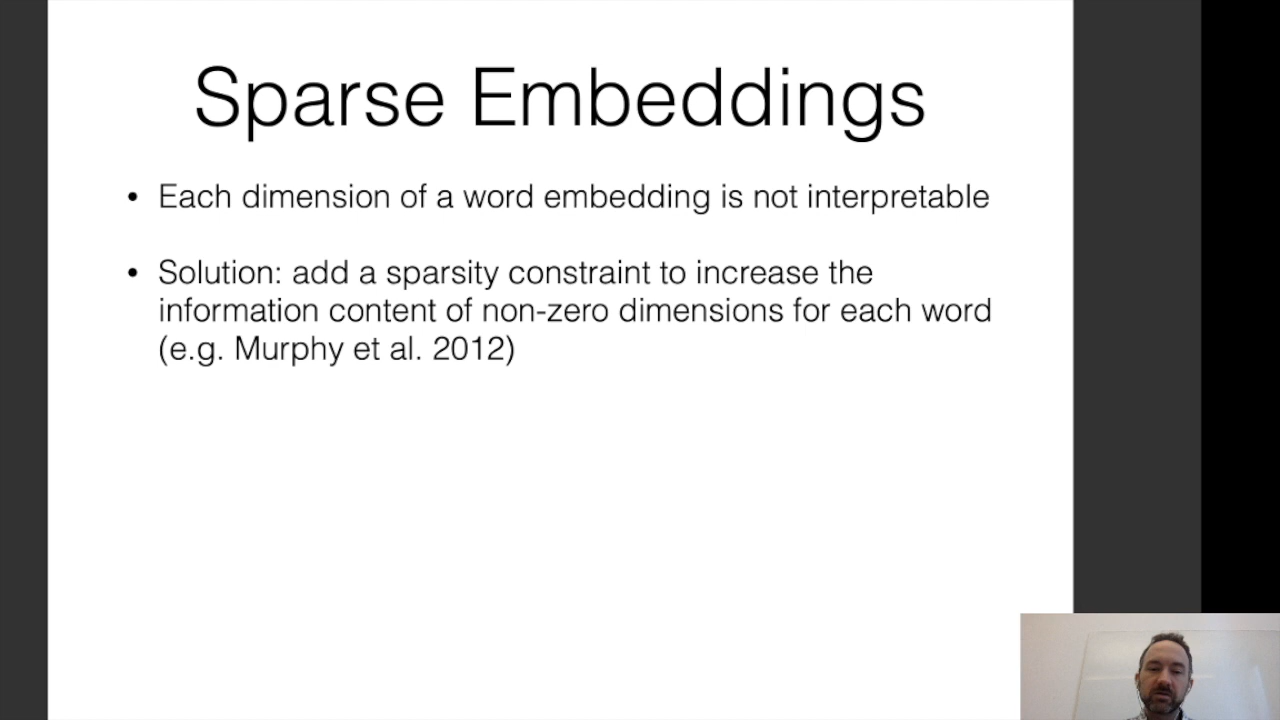 Sparse Embeddings
• Each dimension of a word embedding is not interpretable
• Solution: add a sparsity constraint to increase the
information content of non-zero dimensions for each word
(e.g. Murphy et al. 2012)